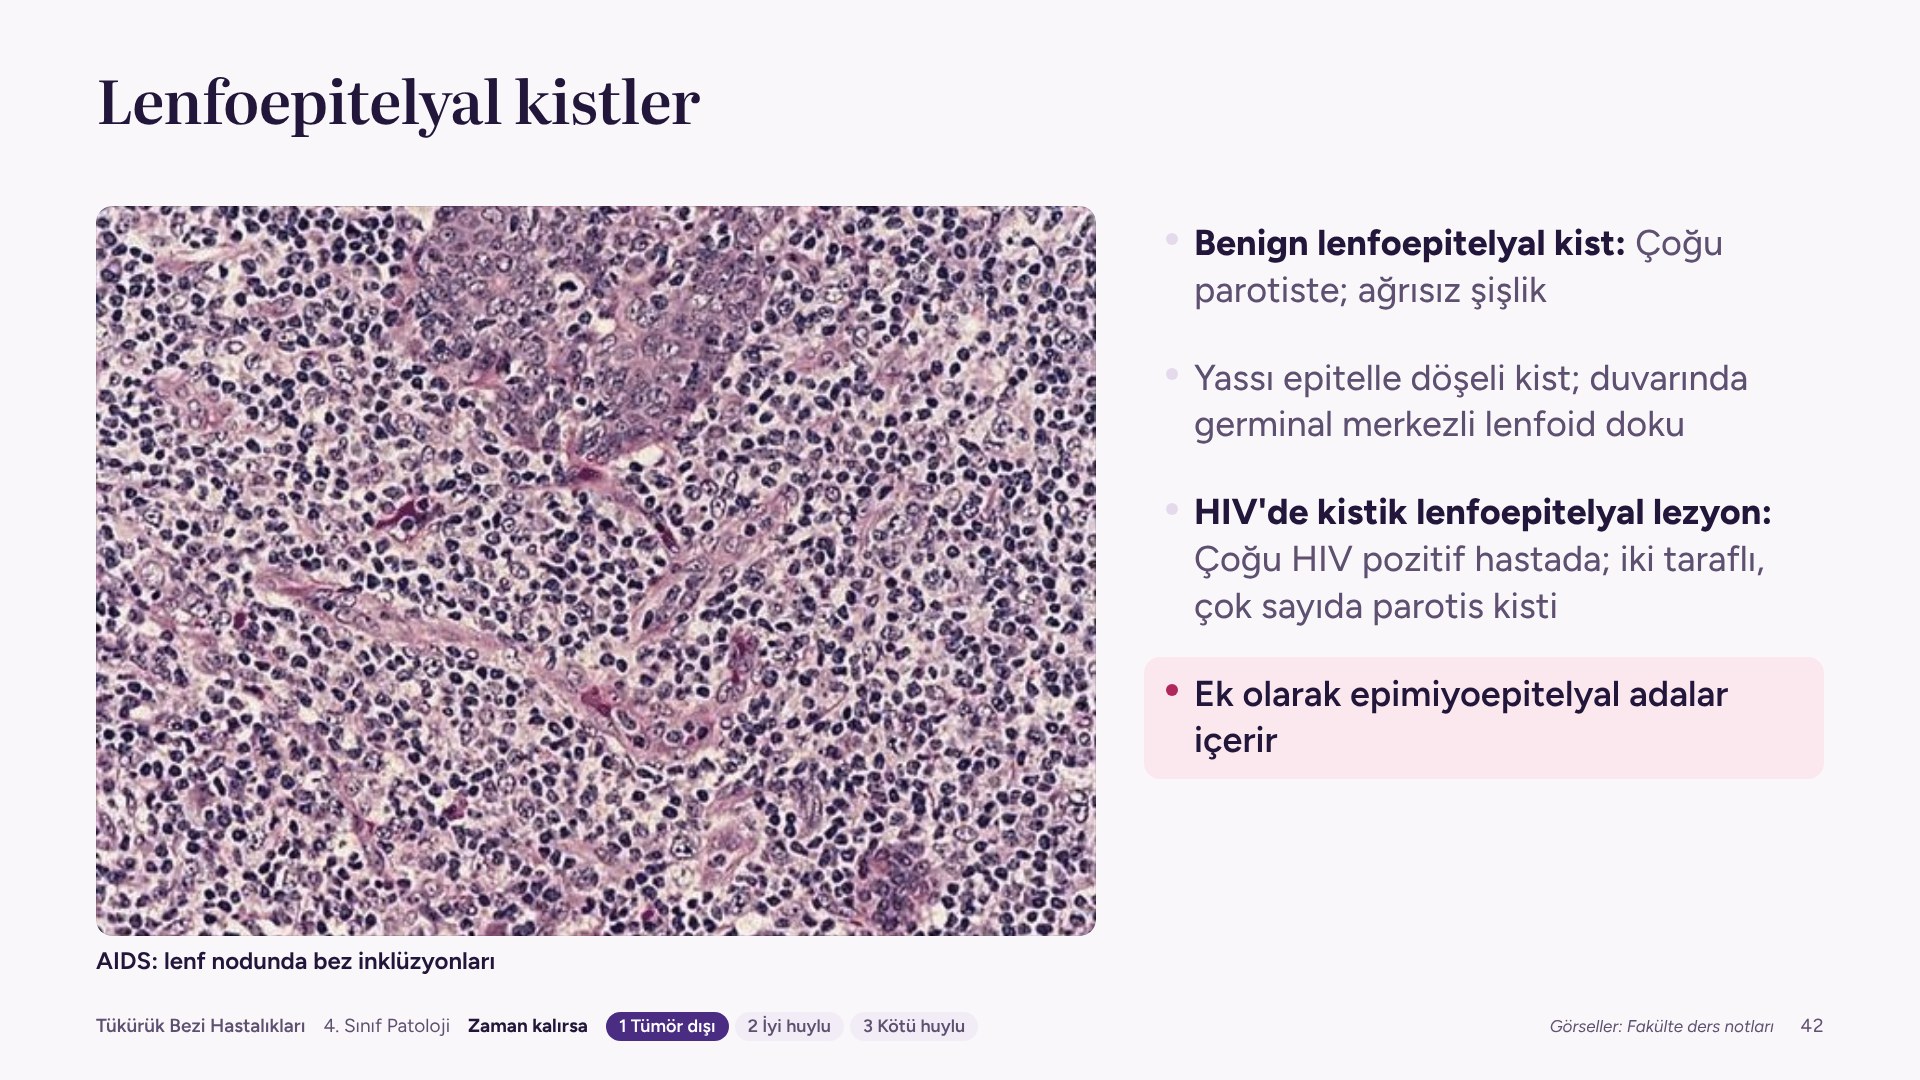 Lenfoepitelyal kistler
Benign lenfoepitelyal kist: Çoğu
parotiste; ağrısız şişlik
Yassı epitelle döşeli kist; duvarında
germinal merkezli lenfoid doku
HIV'de kistik lenfoepitelyal lezyon:
Çoğu HIV pozitif hastada; iki taraflı,
çok sayıda parotis kisti
Ek olarak epimiyoepitelyal adalar
içerir
AIDS: lenf nodunda bez inklüzyonları
Tükürük Bezi Hastalıkları 4. Sınıf Patoloji Zaman kalırsa 1 Tümör dışı 2 İyi huylu 3 Kötü huylu Görseller: Fakülte ders notları 42